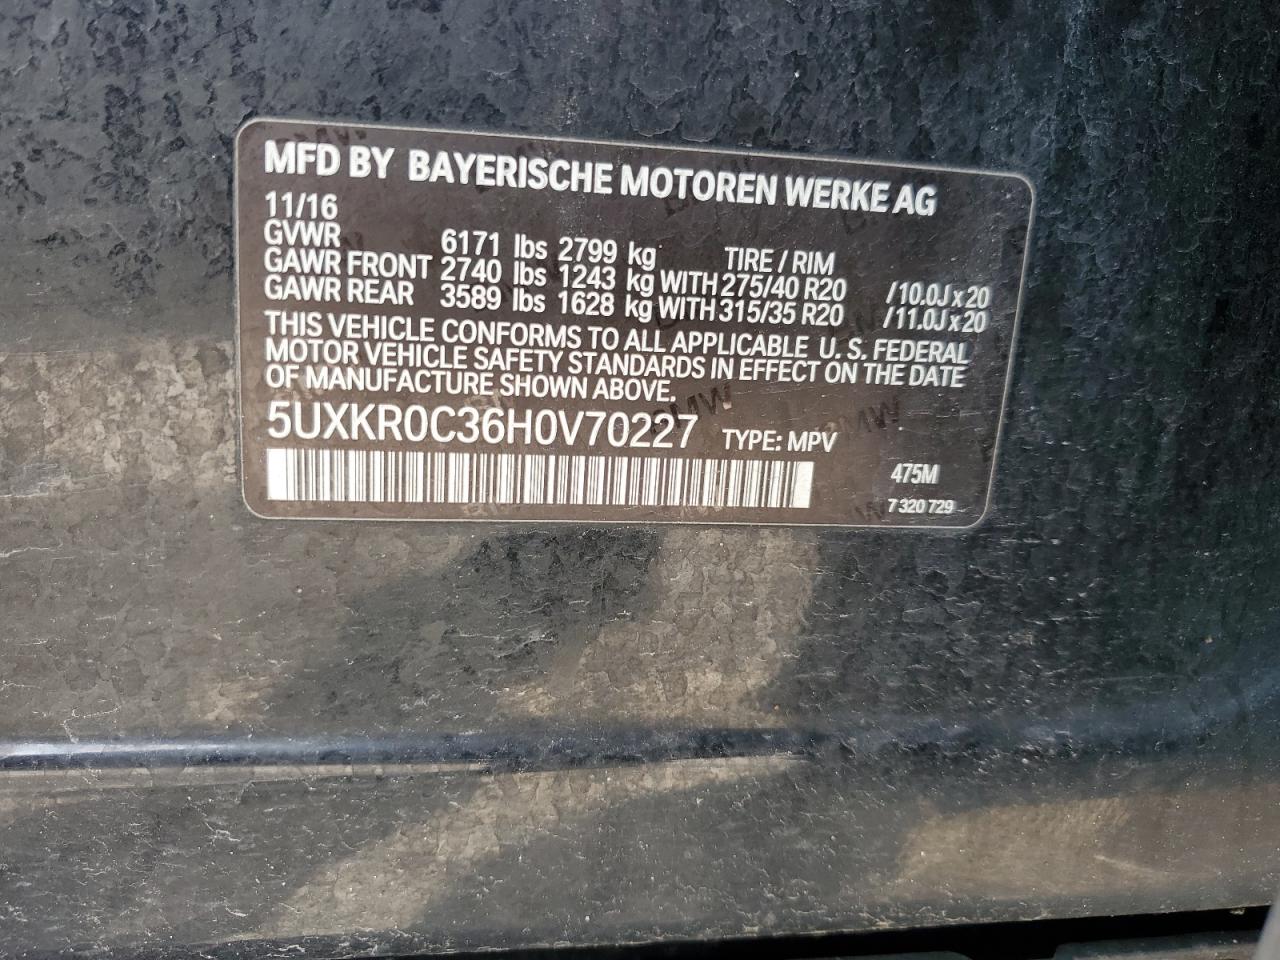 MFD BY BAYERISCHE MOTOREN WERKE AG
11/16
GVWR 6171 lbs 2799 kg TIRE / RIM
GAWR FRONT 2740 lbs 1243 kg WITH 275/40 R20 /10.0J x 20
GAWR REAR 3589 lbs 1628 kg WITH 315/35 R20 /11.0J x 20
THIS VEHICLE CONFORMS TO ALL APPLICABLE U. S. FEDERAL
MOTOR VEHICLE SAFETY STANDARDS IN EFFECT ON THE DATE
OF MANUFACTURE SHOWN ABOVE.
5UXKR0C36H0V70227 TYPE: MPV
475M
7 320 729